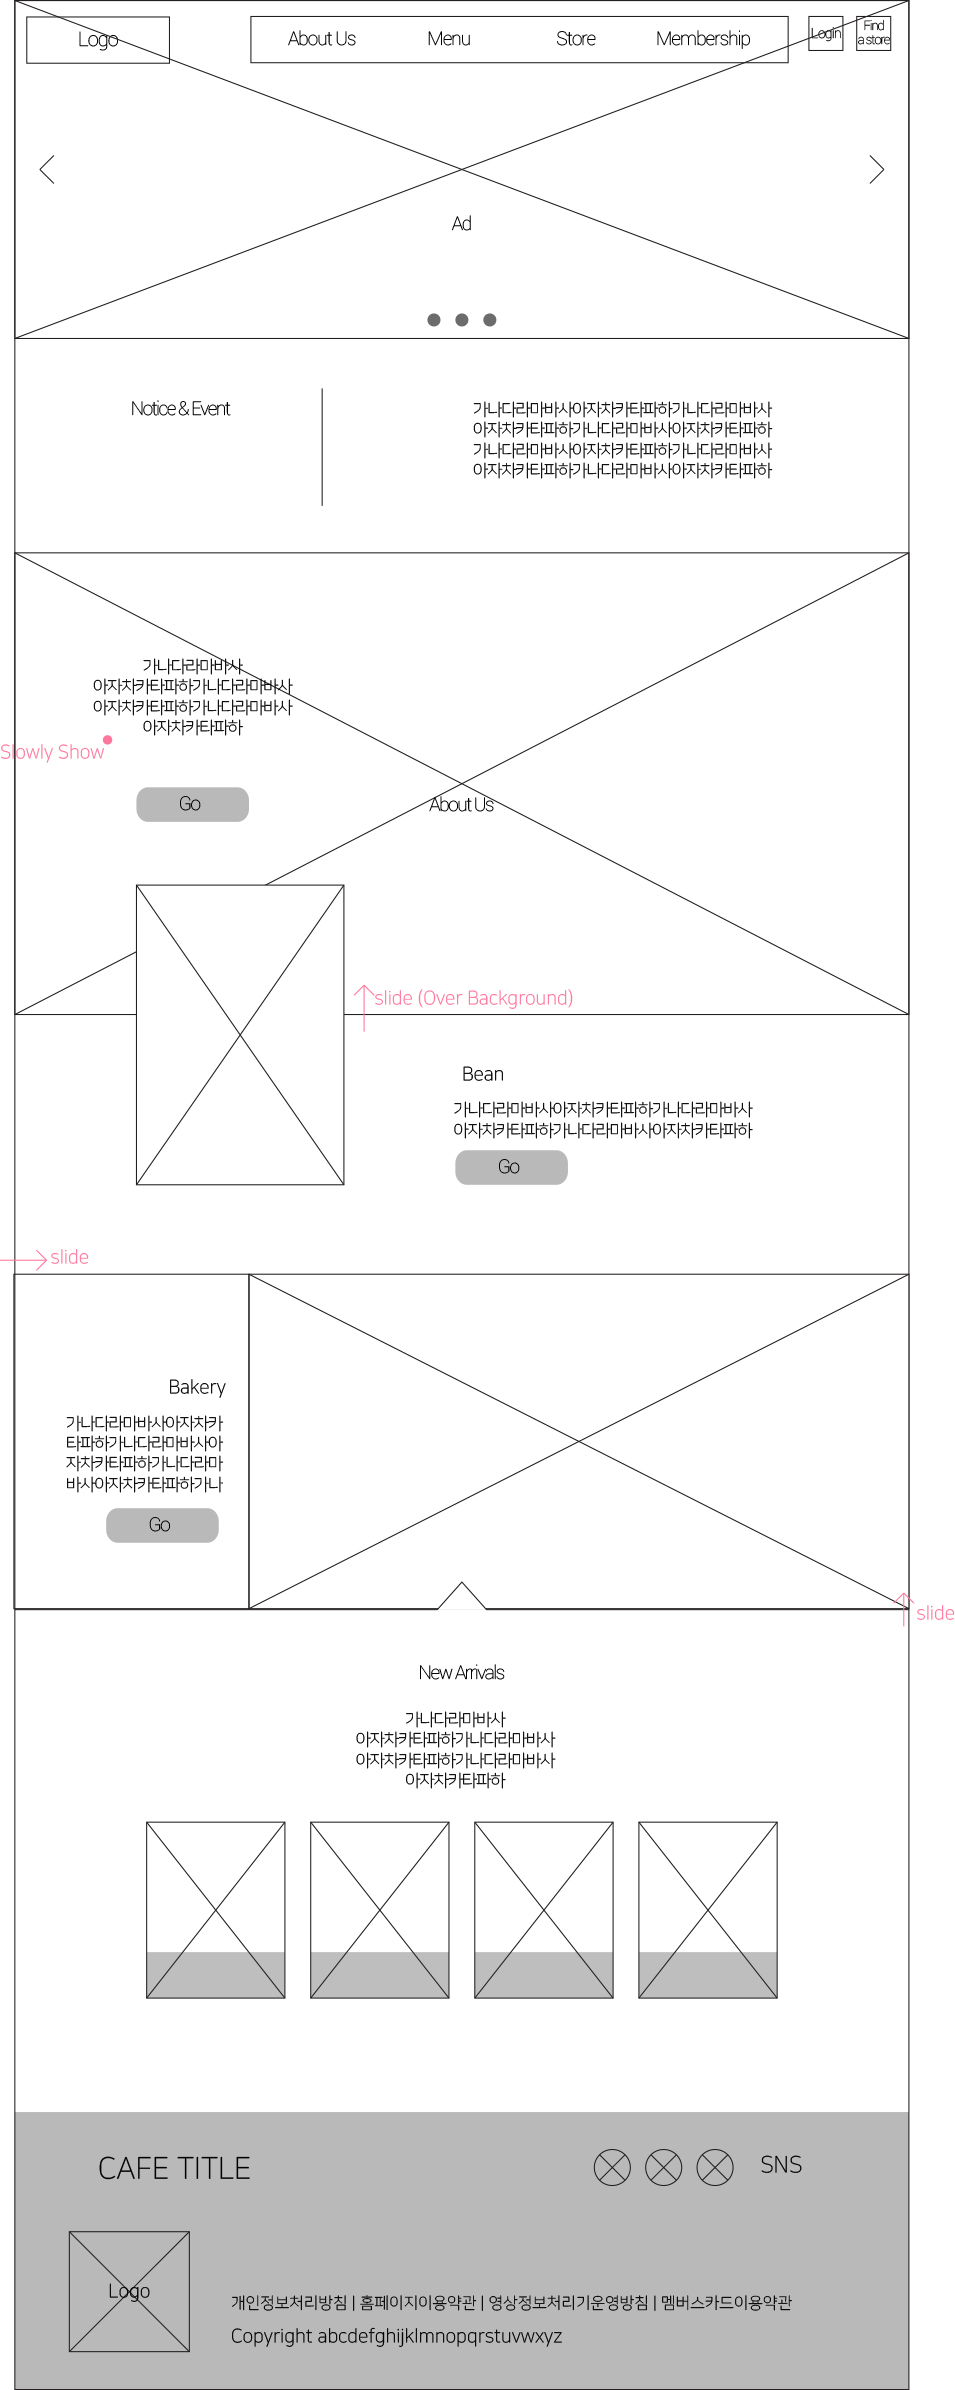 Logo
About Us
Menu
Store
Membership
Login
Find
a store
Ad
Notice & Event
가나다라마바사아자차카타파하가나다라마바사
아자차카타파하가나다라마바사아자차카타파하
가나다라마바사아자차카타파하가나다라마바사
아자차카타파하가나다라마바사아자차카타파하
가나다라마바사
아자차카타파하가나다라마바사
아자차카타파하가나다라마바사
아자차카타파하
Slowly Show
Go
About Us
slide (Over Background)
Bean
가나다라마바사아자차카타파하가나다라마바사
아자차카타파하가나다라마바사아자차카타파하
Go
slide
Bakery
가나다라마바사아자차카
타파하가나다라마바사아
자차카타파하가나다라마
바사아자차카타파하가나
Go
slide
New Arrivals
가나다라마바사
아자차카타파하가나다라마바사
아자차카타파하가나다라마바사
아자차카타파하
CAFE TITLE
SNS
Logo
개인정보처리방침 | 홈페이지이용약관 | 영상정보처리기운영방침 | 멤버스카드이용약관
Copyright abcdefghijklmnopqrstuvwxyz